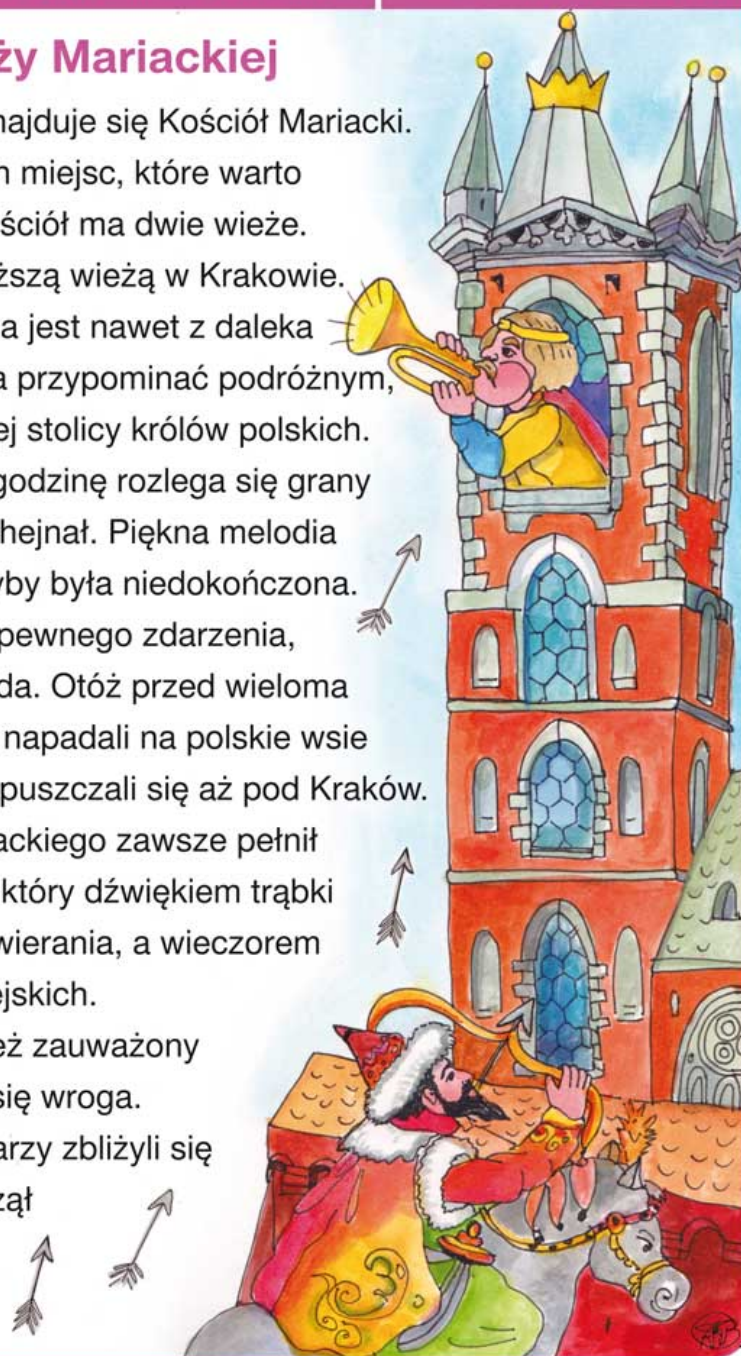 ży Mariackiej
najduje się Kościół Mariacki.
h miejsc, które warto
ściół ma dwie wieże.
ższą wieżą w Krakowie.
a jest nawet z daleka
a przypominać podróżnym,
ej stolicy królów polskich.
godzinę rozlega się grany
hejnał. Piękna melodia
yby była niedokończona.
pewnego zdarzenia,
da. Otóż przed wieloma
napadali na polskie wsie
puszczali się aż pod Kraków.
ackiego zawsze pełnił
który dźwiękiem trąbki
wierania, a wieczorem
ejskich.
eż zauważony
się wroga.
arzy zbliżyli się
zął